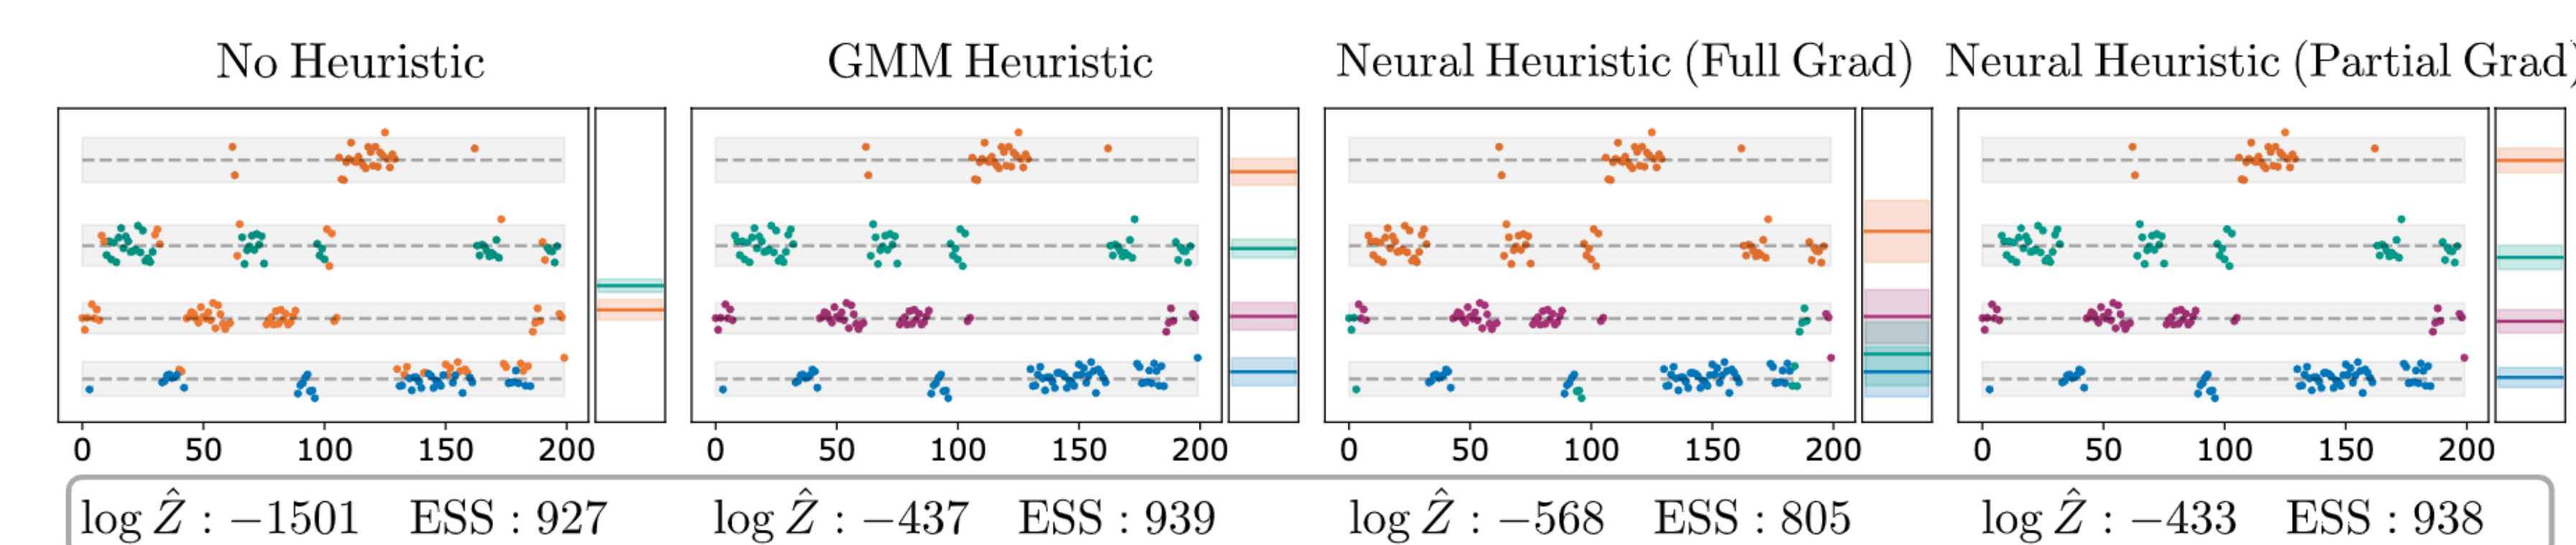 No Heuristic GMM Heuristic Neural Heuristic (Full Grad) Neural Heuristic (Partial Grad)
0 50 100 150 200 0 50 100 150 200 0 50 100 150 200 0 50 100 150 200
log Ẑ : −1501 ESS : 927 log Ẑ : −437 ESS : 939 log Ẑ : −568 ESS : 805 log Ẑ : −433 ESS : 938